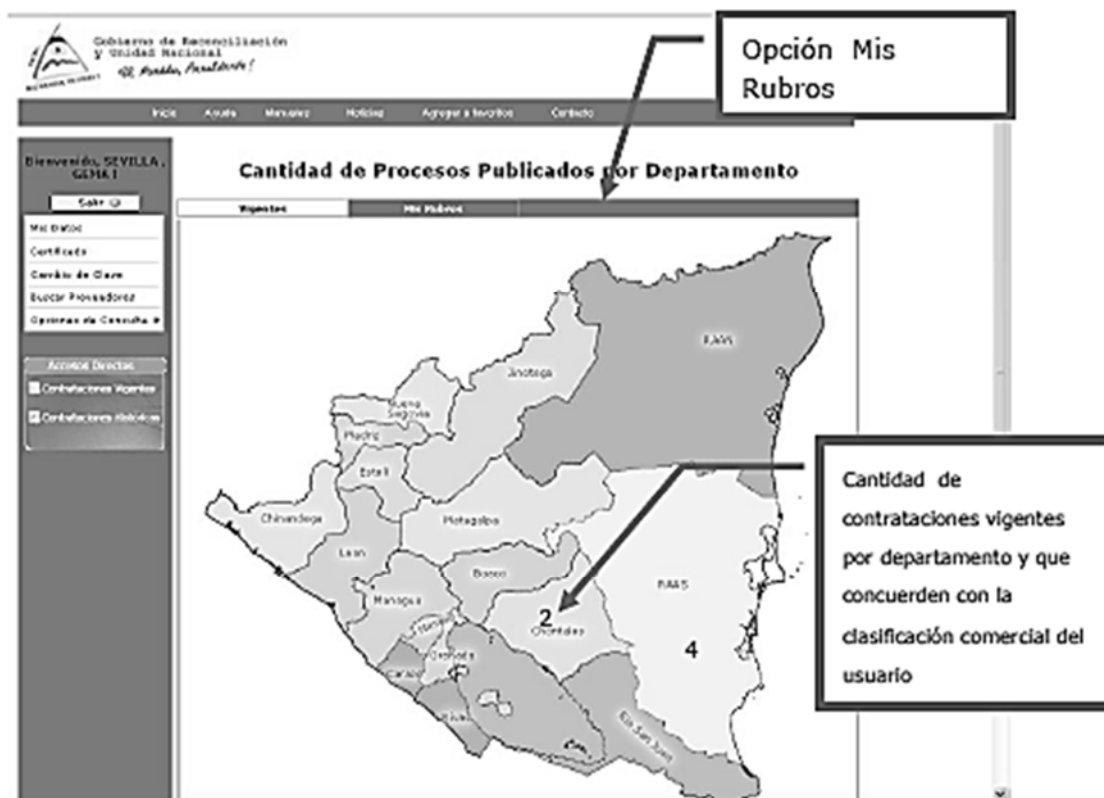 Gobierno de Reconciliación
y Unidad Nacional
El Pueblo, Presidente!
Opción Mis
Rubros
Inicio Ayuda Manuales Noticias Agregar a favoritos Contacto
Bienvenido, SEVILLA,
GEMA I
Salir
Cantidad de Procesos Publicados por Departamento
Vigentes Mis Rubros
Mis Datos
Certificado
Cambio de Clave
Buscar Proveedores
Opciones de Consulta
Accesos Directos
Contrataciones Vigentes
Contrataciones Históricas
RAAN
Jinotega
Nueva
Segovia
Madriz
Estelí
Chinandega
Matagalpa
León
Boaco
Managua
RAAS
2
Chontales
4
Granada
Carazo
Rivas
Río San Juan
Cantidad de
contrataciones vigentes
por departamento y que
concuerden con la
clasificación comercial del
usuario